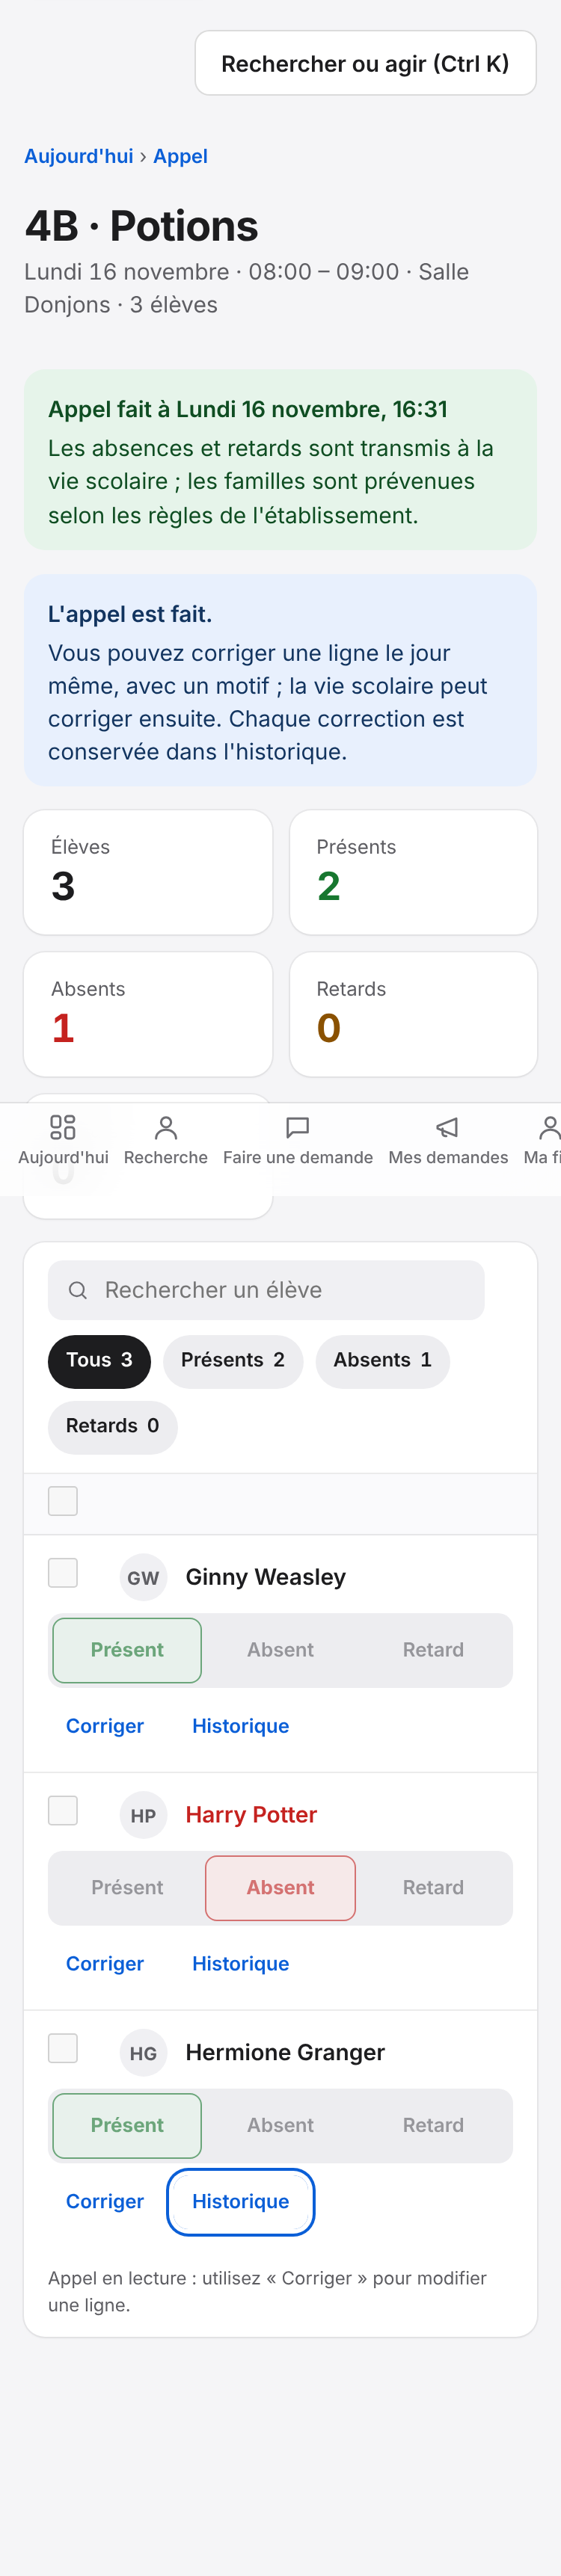 Rechercher ou agir (Ctrl K)
Aujourd'hui › Appel
4B · Potions
Lundi 16 novembre · 08:00 – 09:00 · Salle
Donjons · 3 élèves
Appel fait à Lundi 16 novembre, 16:31
Les absences et retards sont transmis à la
vie scolaire ; les familles sont prévenues
selon les règles de l'établissement.
L'appel est fait.
Vous pouvez corriger une ligne le jour
même, avec un motif ; la vie scolaire peut
corriger ensuite. Chaque correction est
conservée dans l'historique.
Élèves
3
Présents
2
Absents
1
Retards
0
Aujourd'hui
Recherche
Faire une demande
Mes demandes
Ma fi
0
Rechercher un élève
Tous 3
Présents 2
Absents 1
Retards 0
GW
Ginny Weasley
Présent
Absent
Retard
Corriger
Historique
HP
Harry Potter
Présent
Absent
Retard
Corriger
Historique
HG
Hermione Granger
Présent
Absent
Retard
Corriger
Historique
Appel en lecture : utilisez « Corriger » pour modifier
une ligne.